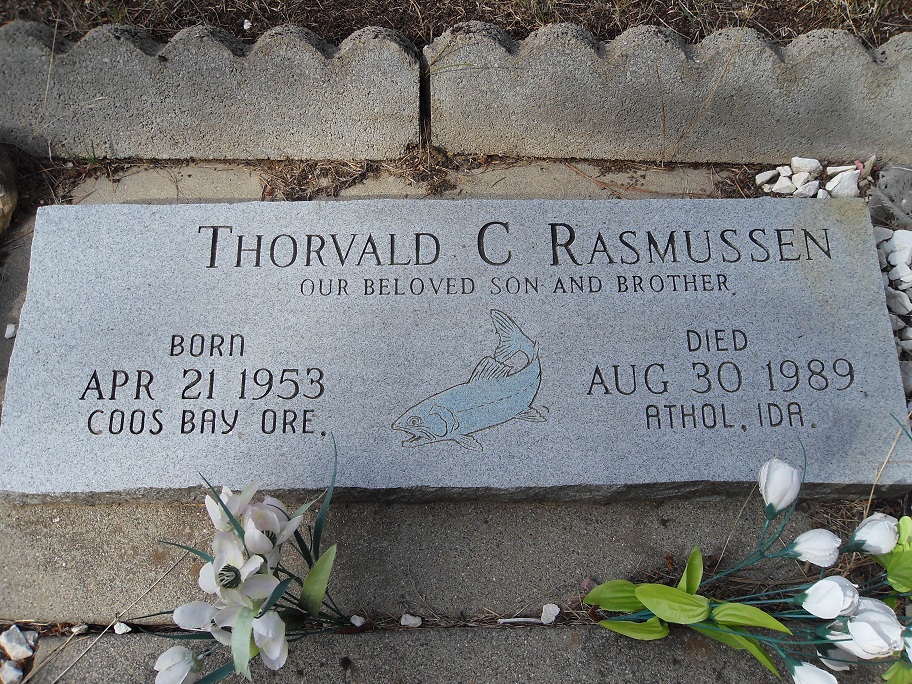 THORVALD C RASMUSSEN
OUR BELOVED SON AND BROTHER
BORN
APR 21 1953
COOS BAY ORE.
DIED
AUG 30 1989
ATHOL, IDA.